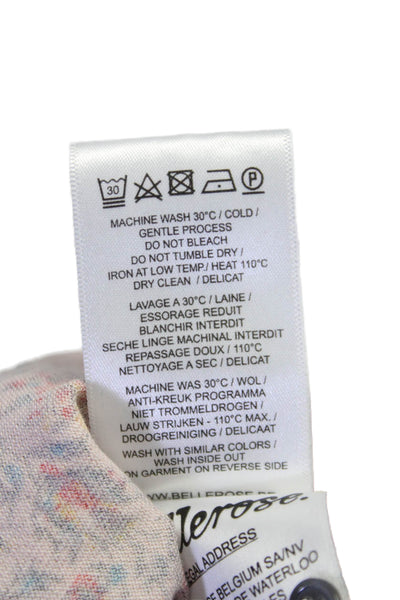 30
P
MACHINE WASH 30°C / COLD /
GENTLE PROCESS
DO NOT BLEACH
DO NOT TUMBLE DRY /
IRON AT LOW TEMP./ HEAT 110°C
DRY CLEAN / DELICAT
LAVAGE A 30°C / LAINE /
ESSORAGE REDUIT
BLANCHIR INTERDIT
SECHE LINGE MACHINAL INTERDIT
REPASSAGE DOUX / 110°C
NETTOYAGE A SEC / DELICAT
MACHINE WAS 30°C / WOL /
ANTI-KREUK PROGRAMMA
NIET TROMMELDROGEN /
LAUW STRIJKEN - 110°C MAX. /
DROOGREINIGING / DELICAAT
WASH WITH SIMILAR COLORS /
WASH INSIDE OUT
ON GARMENT ON REVERSE SIDE
WWW.BELLEROSE.BE
llerose.
EGAL ADDRESS
E BELGIUM SA/NV
DE WATERLOO